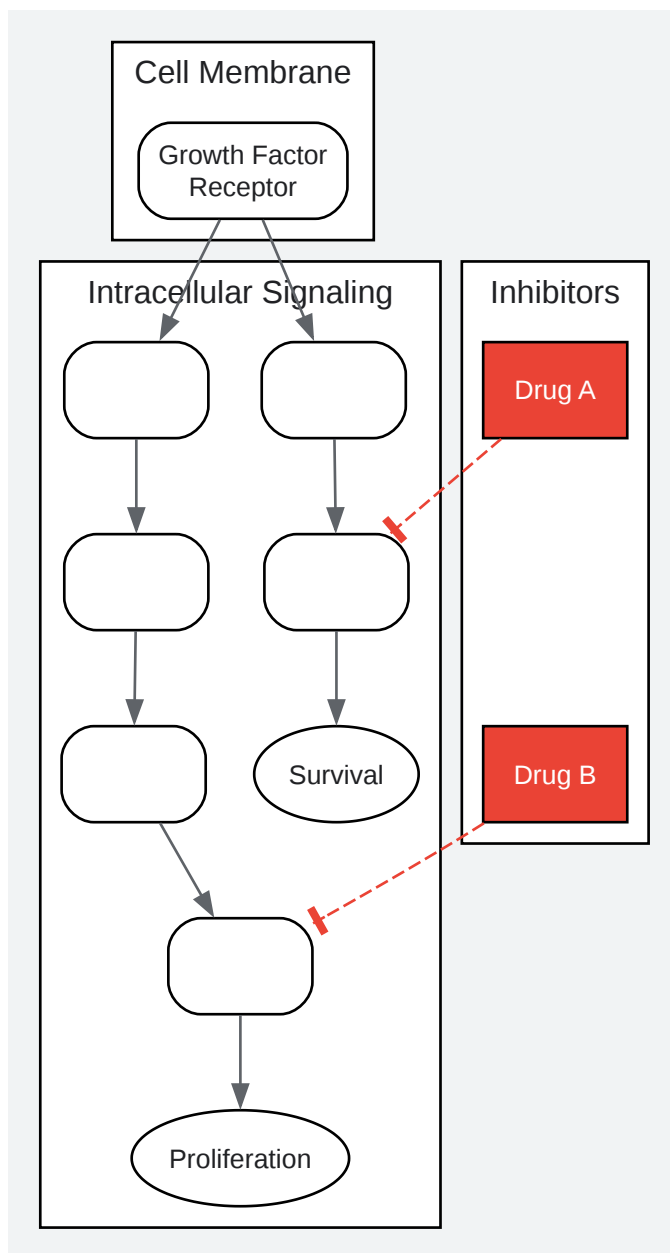 Cell Membrane
Growth Factor
Receptor
Intracellular Signaling
Inhibitors
Drug A
Survival
Drug B
Proliferation